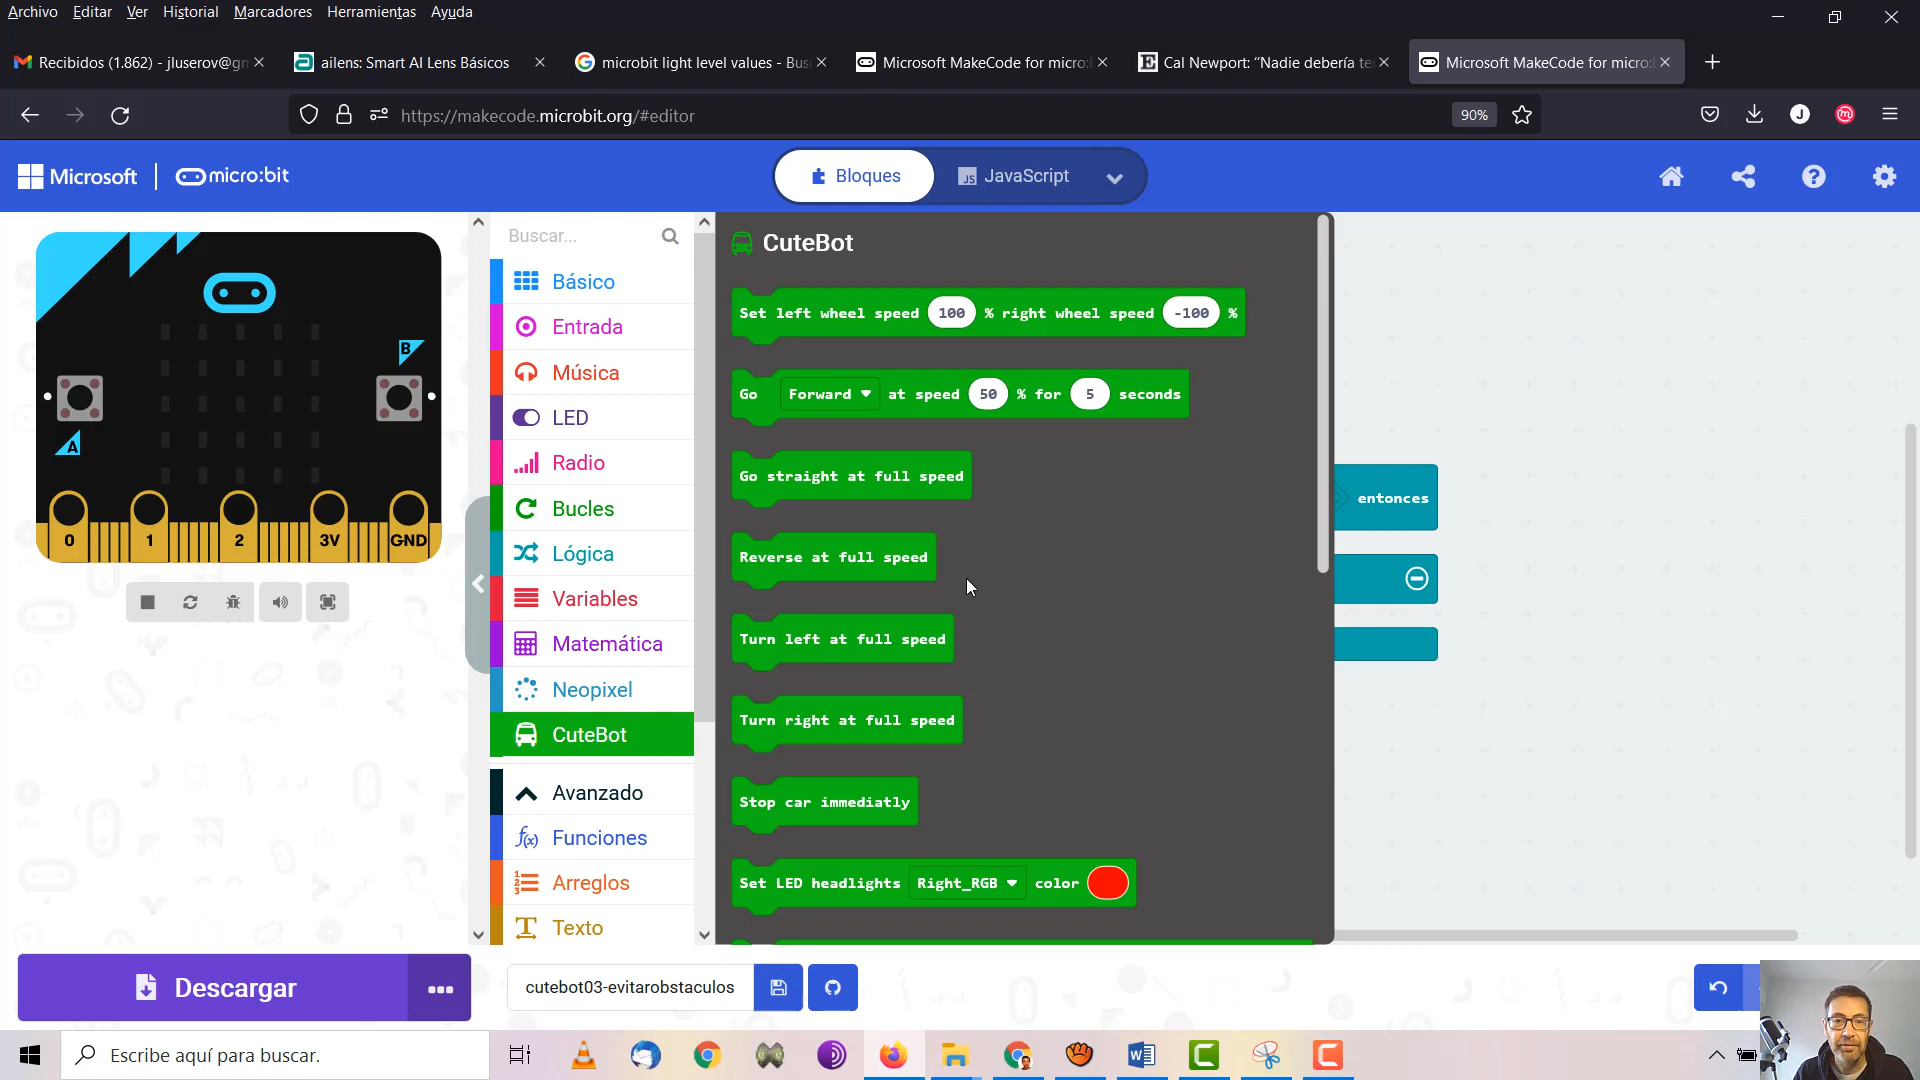 Archivo Editar Ver Historial Marcadores Herramientas Ayuda
Recibidos (1.862) - jluserov@gm
ailens: Smart AI Lens Básicos
microbit light level values - Bus
Microsoft MakeCode for micro:
Cal Newport: “Nadie debería te
Microsoft MakeCode for micro:
https://makecode.microbit.org/#editor
90%
J
Microsoft
micro:bit
Bloques
JS JavaScript
Buscar...
CuteBot
B
A
0 1 2 3V GND
Básico
Entrada
Música
LED
Radio
Bucles
Lógica
Variables
Matemática
Neopixel
CuteBot
Avanzado
f(x) Funciones
Arreglos
T Texto
Set left wheel speed 100 % right wheel speed -100 %
Go Forward at speed 50 % for 5 seconds
Go straight at full speed
Reverse at full speed
Turn left at full speed
Turn right at full speed
Stop car immediatly
Set LED headlights Right_RGB color
entonces
Descargar
cutebot03-evitarobstaculos
Escribe aquí para buscar.